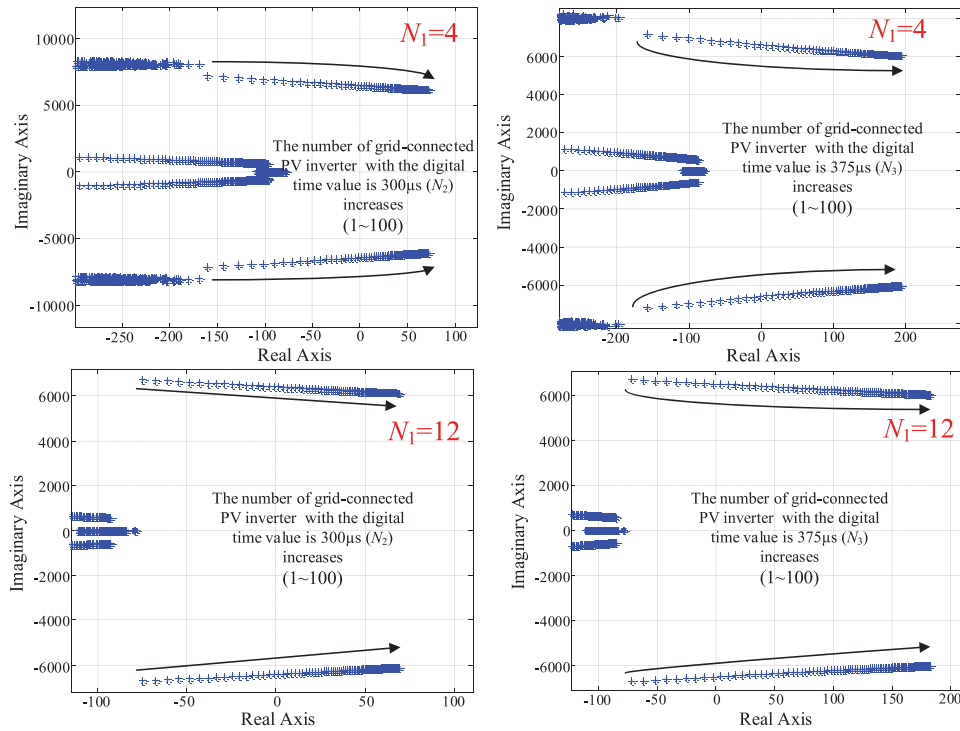 N₁=4
10000
5000
0
-5000
-10000
Imaginary Axis
The number of grid-connected
PV inverter with the digital
time value is 300μs (N₂)
increases
(1~100)
-250
-200
-150
-100
-50
0
50
100
Real Axis
N₁=4
6000
4000
2000
0
-2000
-4000
-6000
Imaginary Axis
The number of grid-connected
PV inverter with the digital
time value is 375μs (N₃)
increases
(1~100)
-200
-100
0
100
200
Real Axis
N₁=12
6000
4000
2000
0
-2000
-4000
-6000
Imaginary Axis
The number of grid-connected
PV inverter with the digital
time value is 300μs (N₂)
increases
(1~100)
-100
-50
0
50
100
Real Axis
N₁=12
6000
4000
2000
0
-2000
-4000
-6000
Imaginary Axis
The number of grid-connected
PV inverter with the digital
time value is 375μs (N₃)
increases
(1~100)
-100
-50
0
50
100
150
200
Real Axis